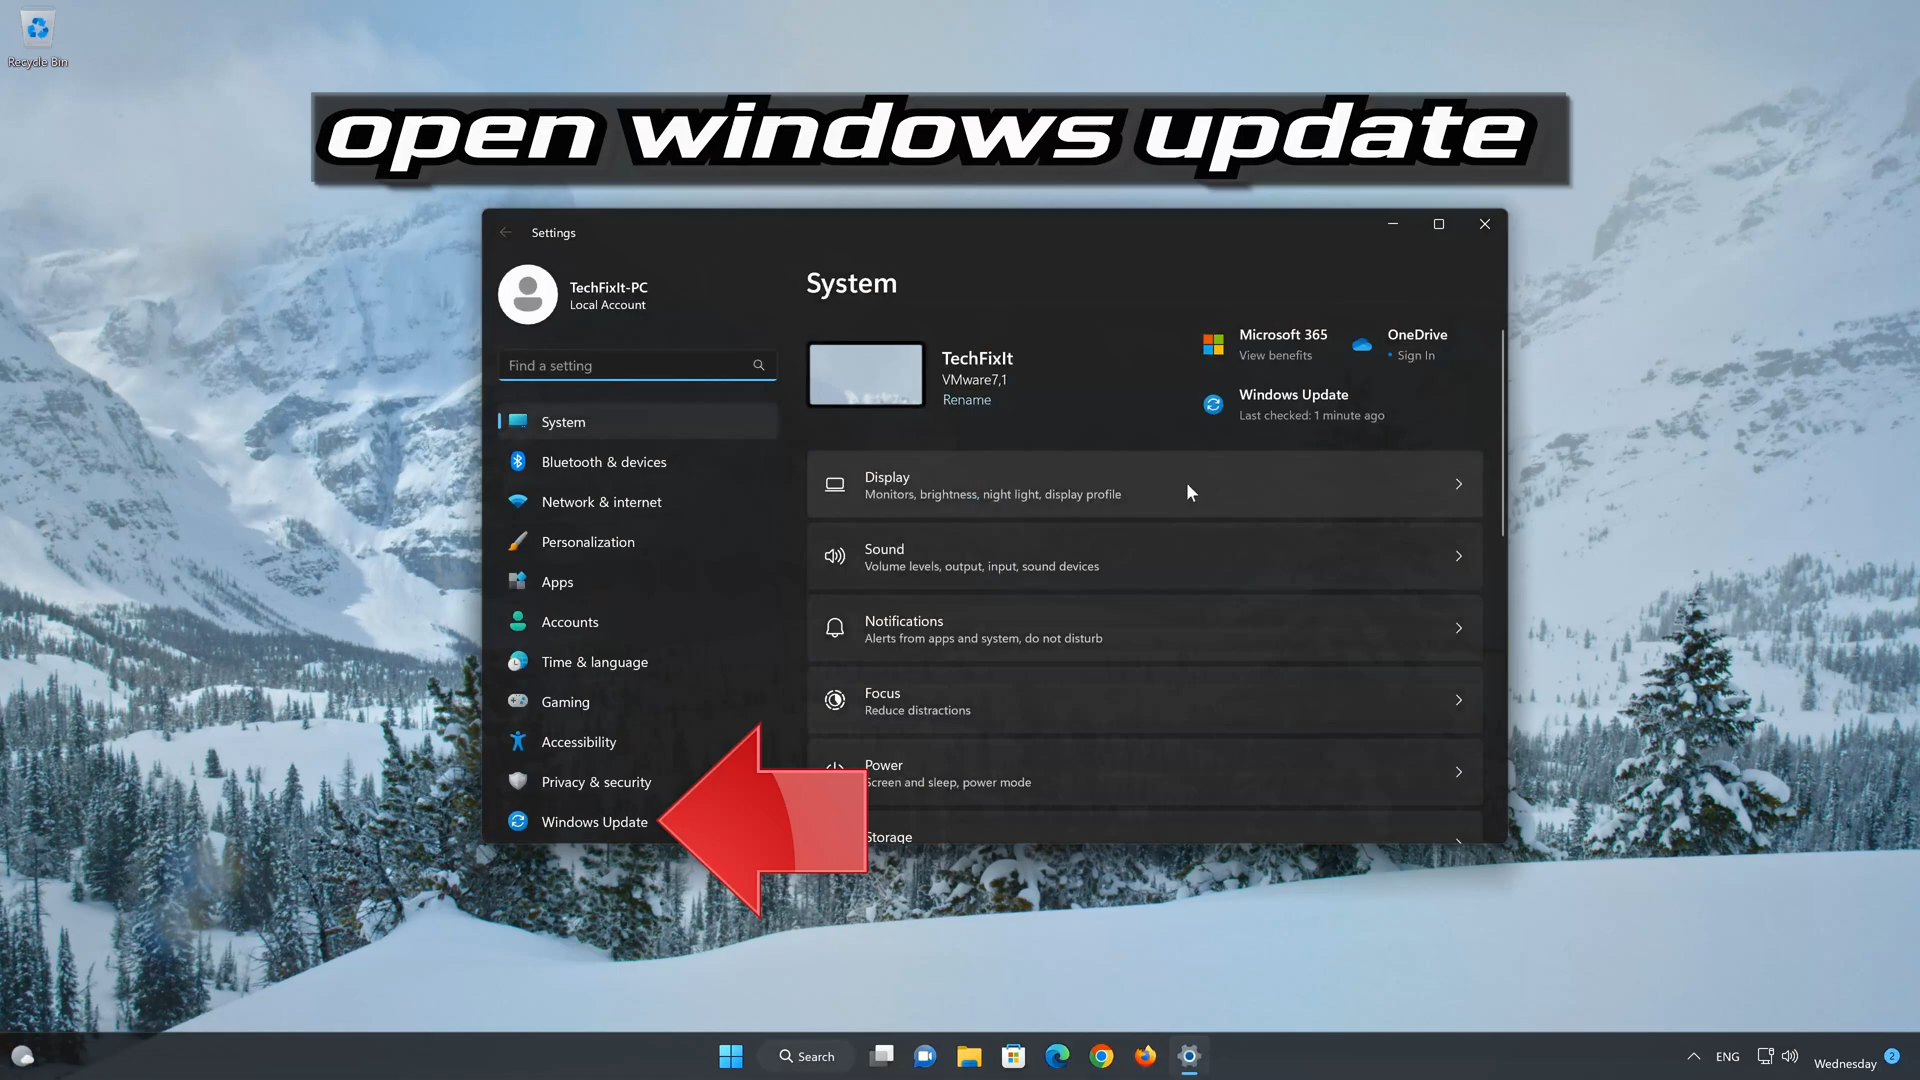 Recycle Bin
open windows update
Settings
TechFixIt-PC
Local Account
Find a setting
System
Bluetooth & devices
Network & internet
Personalization
Apps
Accounts
Time & language
Gaming
Accessibility
Privacy & security
Windows Update
System
TechFixIt
VMware7,1
Rename
Microsoft 365
View benefits
OneDrive
• Sign In
Windows Update
Last checked: 1 minute ago
Display
Monitors, brightness, night light, display profile
Sound
Volume levels, output, input, sound devices
Notifications
Alerts from apps and system, do not disturb
Focus
Reduce distractions
Power
Screen and sleep, power mode
Storage
Search
ENG
Wednesday
2